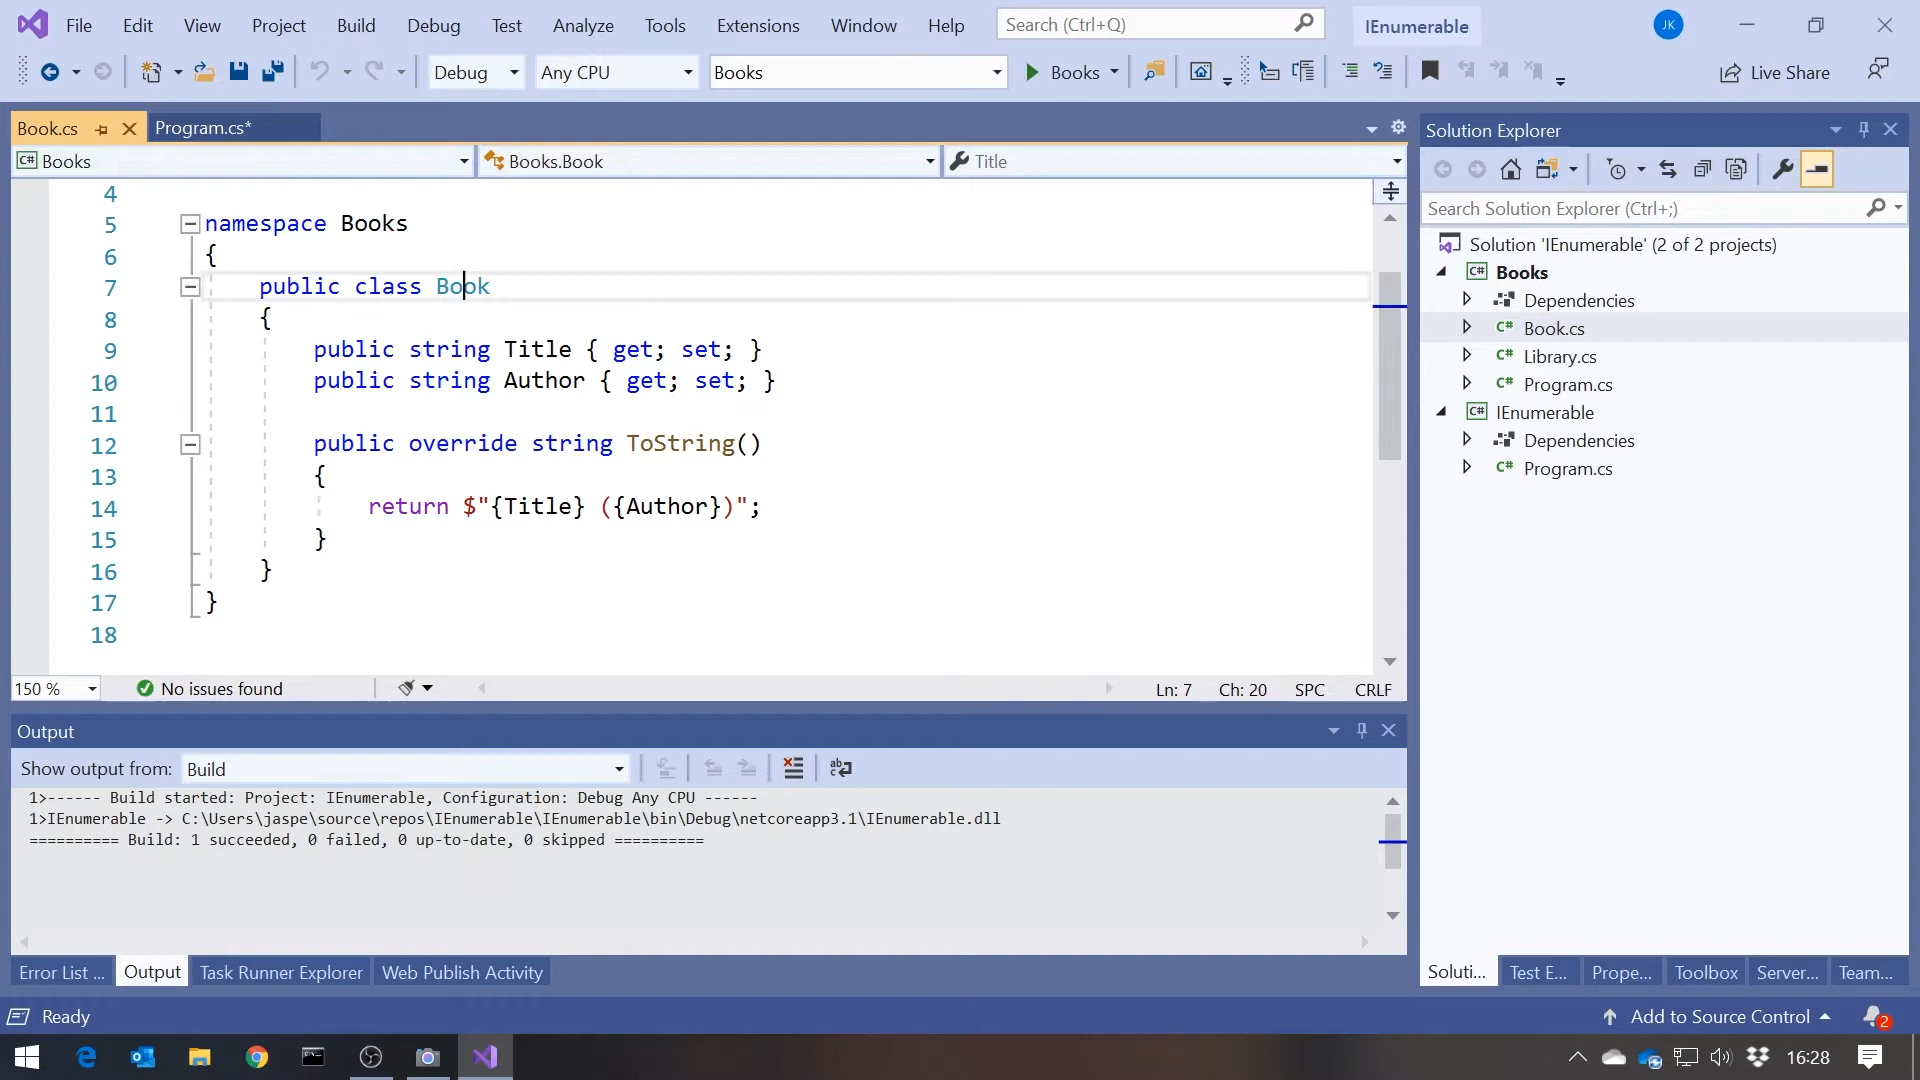 File Edit View Project Build Debug Test Analyze Tools Extensions Window Help Search (Ctrl+Q) IEnumerable JK
Debug Any CPU Books Books Live Share
Book.cs Program.cs*
C# Books Books.Book Title
4
5 namespace Books
6 {
7 public class Book
8 {
9 public string Title { get; set; }
10 public string Author { get; set; }
11
12 public override string ToString()
13 {
14 return $"{Title} ({Author})";
15 }
16 }
17 }
18
150 % No issues found Ln: 7 Ch: 20 SPC CRLF
Output
Show output from: Build
1>------ Build started: Project: IEnumerable, Configuration: Debug Any CPU ------
1>IEnumerable -> C:\Users\jaspe\source\repos\IEnumerable\IEnumerable\bin\Debug\netcoreapp3.1\IEnumerable.dll
========== Build: 1 succeeded, 0 failed, 0 up-to-date, 0 skipped ==========
Error List ... Output Task Runner Explorer Web Publish Activity
Solution Explorer
Search Solution Explorer (Ctrl+;)
Solution 'IEnumerable' (2 of 2 projects)
C# Books
Dependencies
C# Book.cs
C# Library.cs
C# Program.cs
C# IEnumerable
Dependencies
C# Program.cs
Soluti... Test E... Prope... Toolbox Server... Team...
Ready Add to Source Control 2
16:28